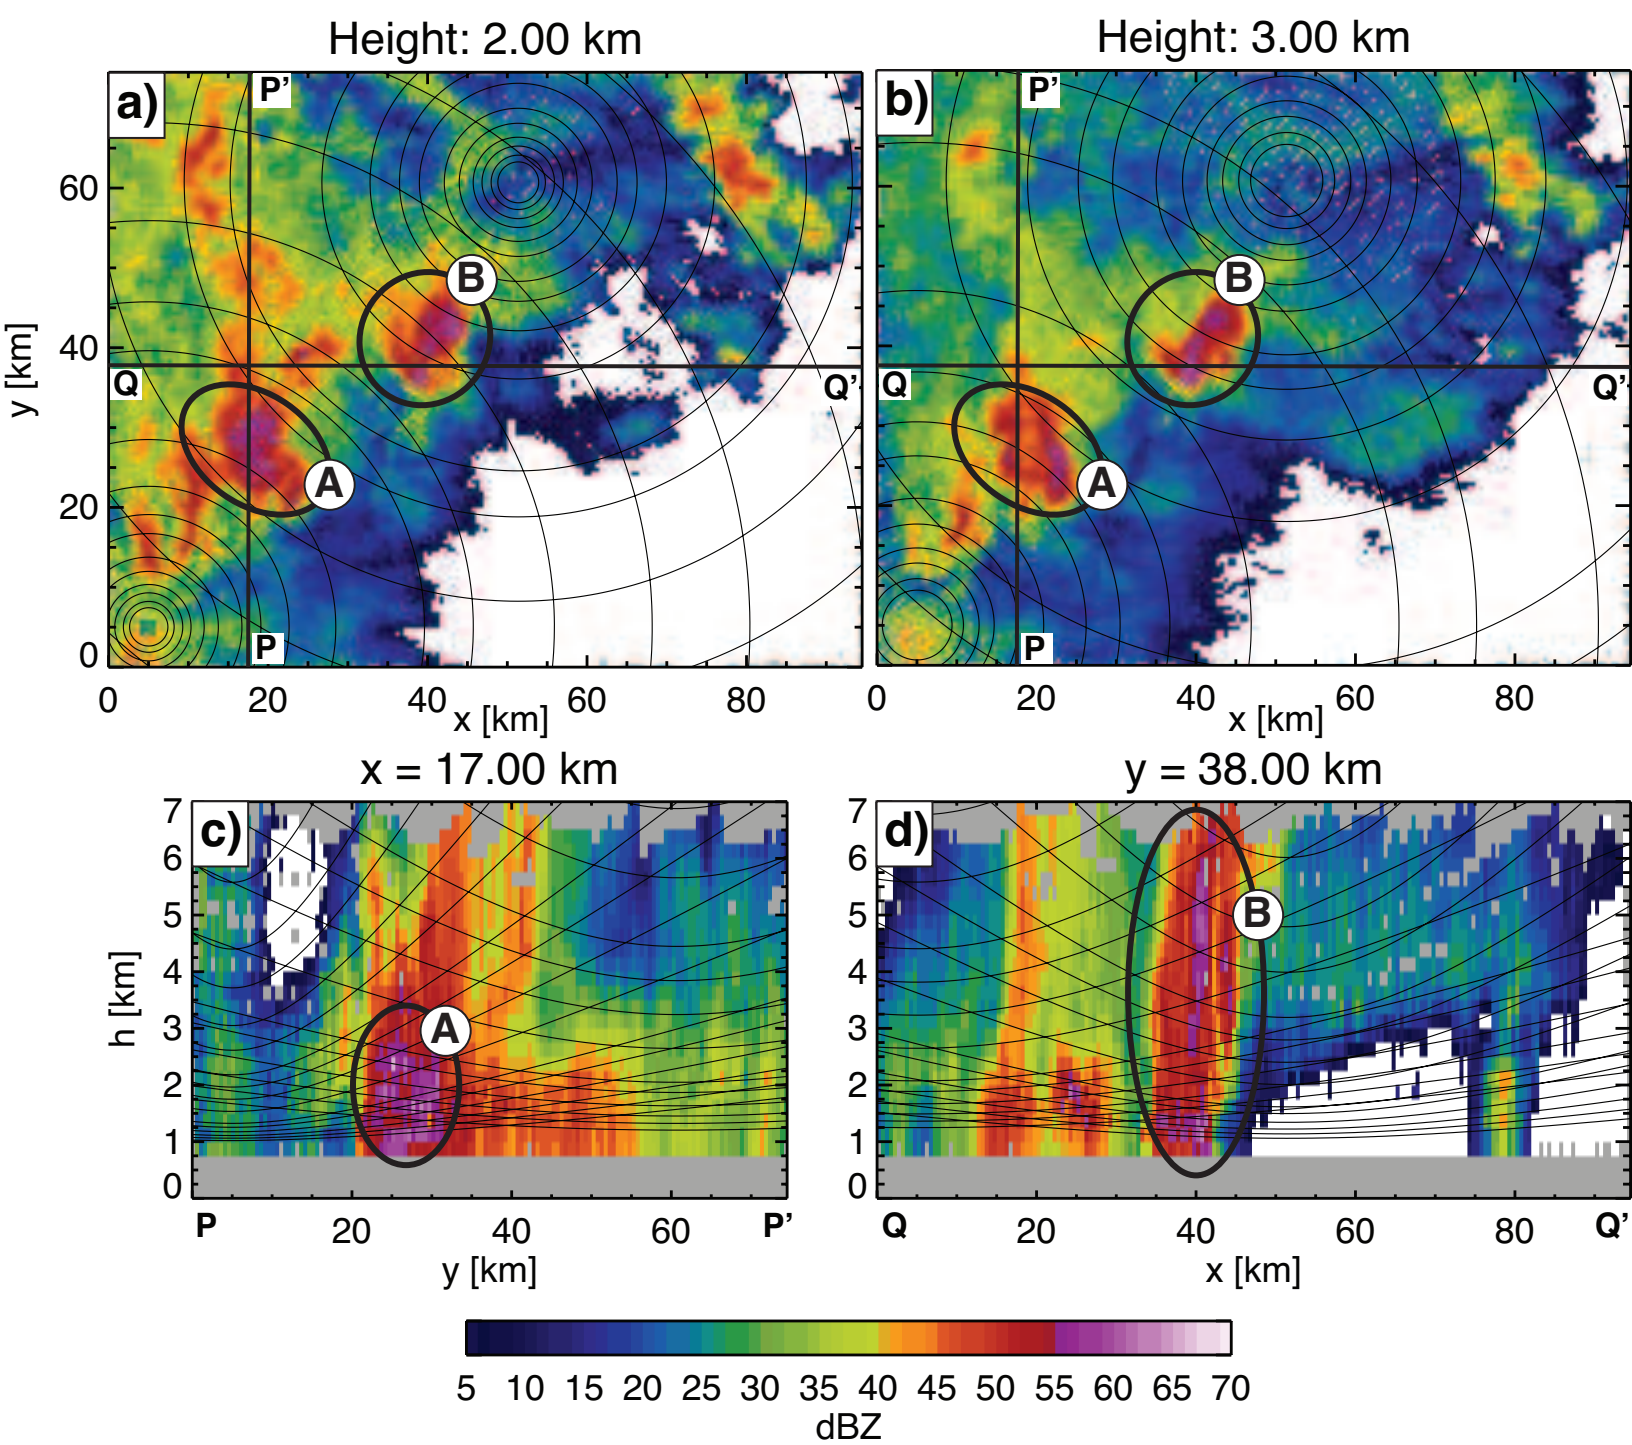 Height: 2.00 km
Height: 3.00 km
a)
P'
b)
P'
B
B
60
40
20
0
y [km]
Q
Q'
Q
Q'
A
A
P
P
0 20 40 60 80
0 20 40 60 80
x [km]
x [km]
x = 17.00 km
y = 38.00 km
c)
d)
7
6
5
4
3
2
1
0
h [km]
7
6
5
4
3
2
1
0
A
B
P 20 40 60 P'
Q 20 40 60 80 Q'
y [km]
x [km]
5 10 15 20 25 30 35 40 45 50 55 60 65 70
dBZ